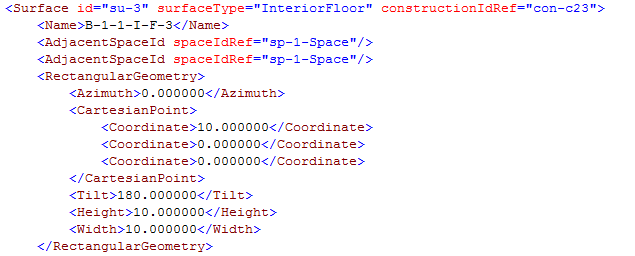 <Surface id="su-3" surfaceType="InteriorFloor" constructionIdRef="con-c23">
<Name>B-1-1-I-F-3</Name>
<AdjacentSpaceId spaceIdRef="sp-1-Space"/>
<AdjacentSpaceId spaceIdRef="sp-1-Space"/>
<RectangularGeometry>
<Azimuth>0.000000</Azimuth>
<CartesianPoint>
<Coordinate>10.000000</Coordinate>
<Coordinate>0.000000</Coordinate>
<Coordinate>0.000000</Coordinate>
</CartesianPoint>
<Tilt>180.000000</Tilt>
<Height>10.000000</Height>
<Width>10.000000</Width>
</RectangularGeometry>